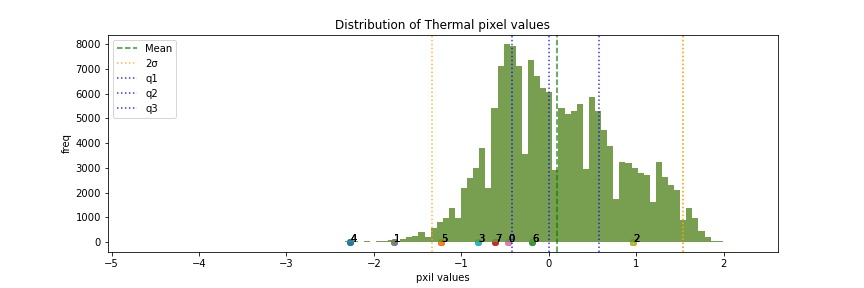 Distribution of Thermal pixel values
8000
7000
6000
5000
4000
3000
2000
1000
0
freq
Mean
2σ
q1
q2
q3
4 1 5 3 7 0 6 2
−5 −4 −3 −2 −1 0 1 2
pxil values